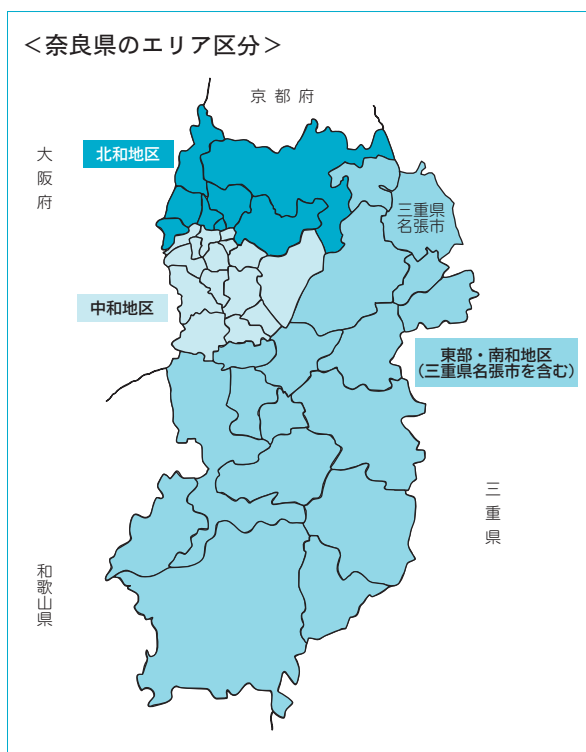 ＜奈良県のエリア区分＞
京都府
大阪府
北和地区
三重県
名張市
中和地区
東部・南和地区
（三重県名張市を含む）
三重県
和歌山県